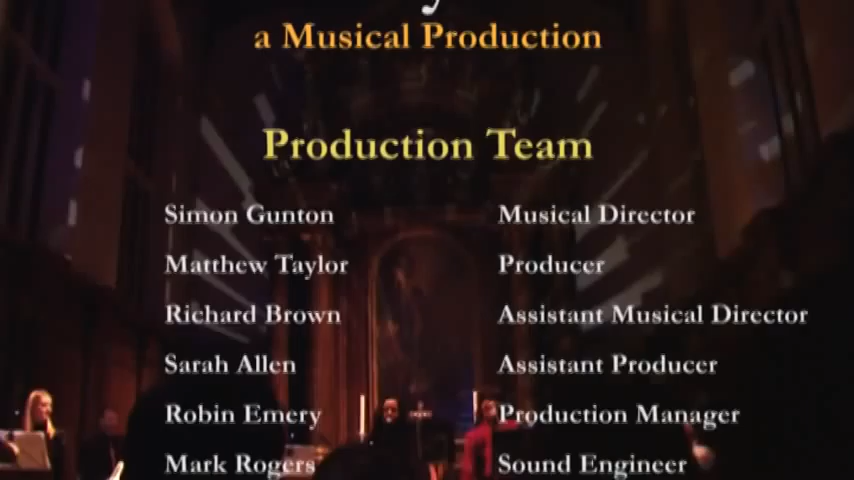 a Musical Production
Production Team
Simon Gunton Musical Director
Matthew Taylor Producer
Richard Brown Assistant Musical Director
Sarah Allen Assistant Producer
Robin Emery Production Manager
Mark Rogers Sound Engineer